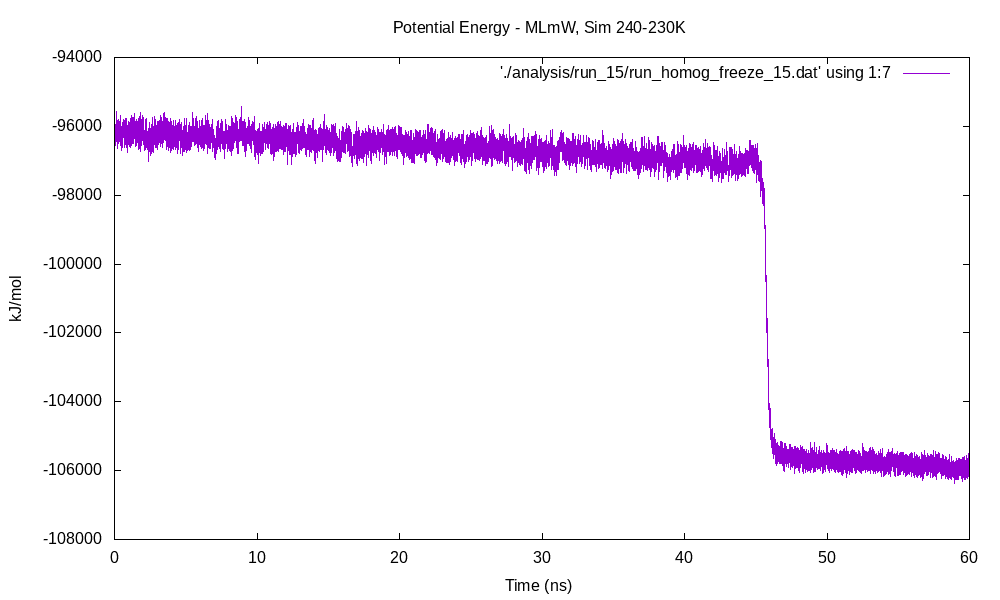 Potential Energy - MLmW, Sim 240-230K
'./analysis/run_15/run_homog_freeze_15.dat' using 1:7
-94000
-96000
-98000
-100000
-102000
-104000
-106000
-108000
kJ/mol
0 10 20 30 40 50 60
Time (ns)